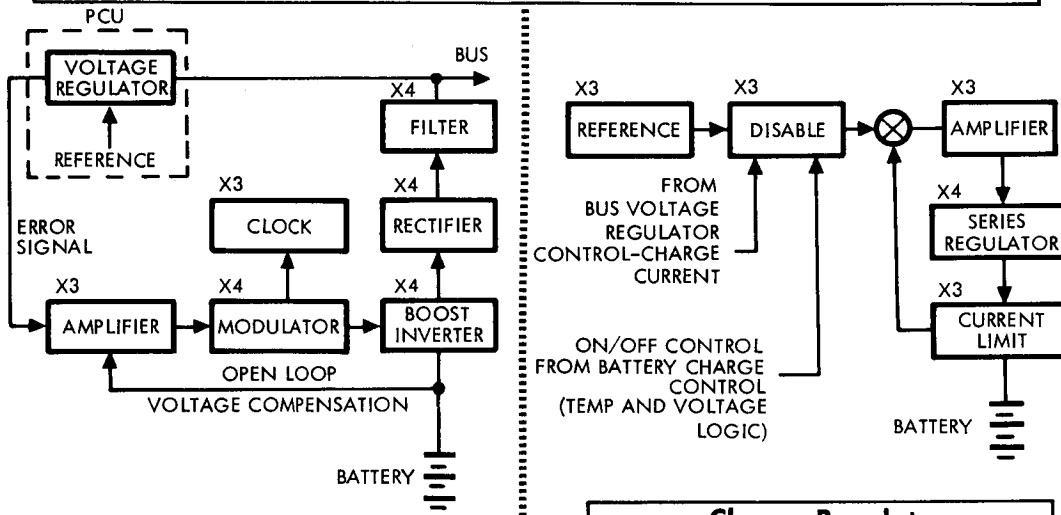 PCU
VOLTAGE
REGULATOR
REFERENCE
BUS
X4
FILTER
X3
CLOCK
X4
RECTIFIER
ERROR
SIGNAL
X3
AMPLIFIER
X4
MODULATOR
X4
BOOST
INVERTER
OPEN LOOP
VOLTAGE COMPENSATION
BATTERY
X3
REFERENCE
X3
DISABLE
X3
AMPLIFIER
FROM
BUS VOLTAGE
REGULATOR
CONTROL-CHARGE
CURRENT
X4
SERIES
REGULATOR
X3
CURRENT
LIMIT
ON/OFF CONTROL
FROM BATTERY CHARGE
CONTROL
(TEMP AND VOLTAGE
LOGIC)
BATTERY